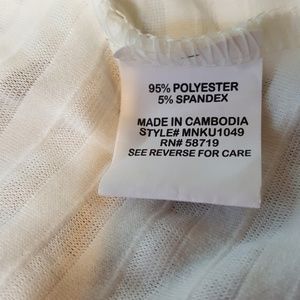 95% POLYESTER
5% SPANDEX
MADE IN CAMBODIA
STYLE# MNKU1049
RN# 58719
SEE REVERSE FOR CARE